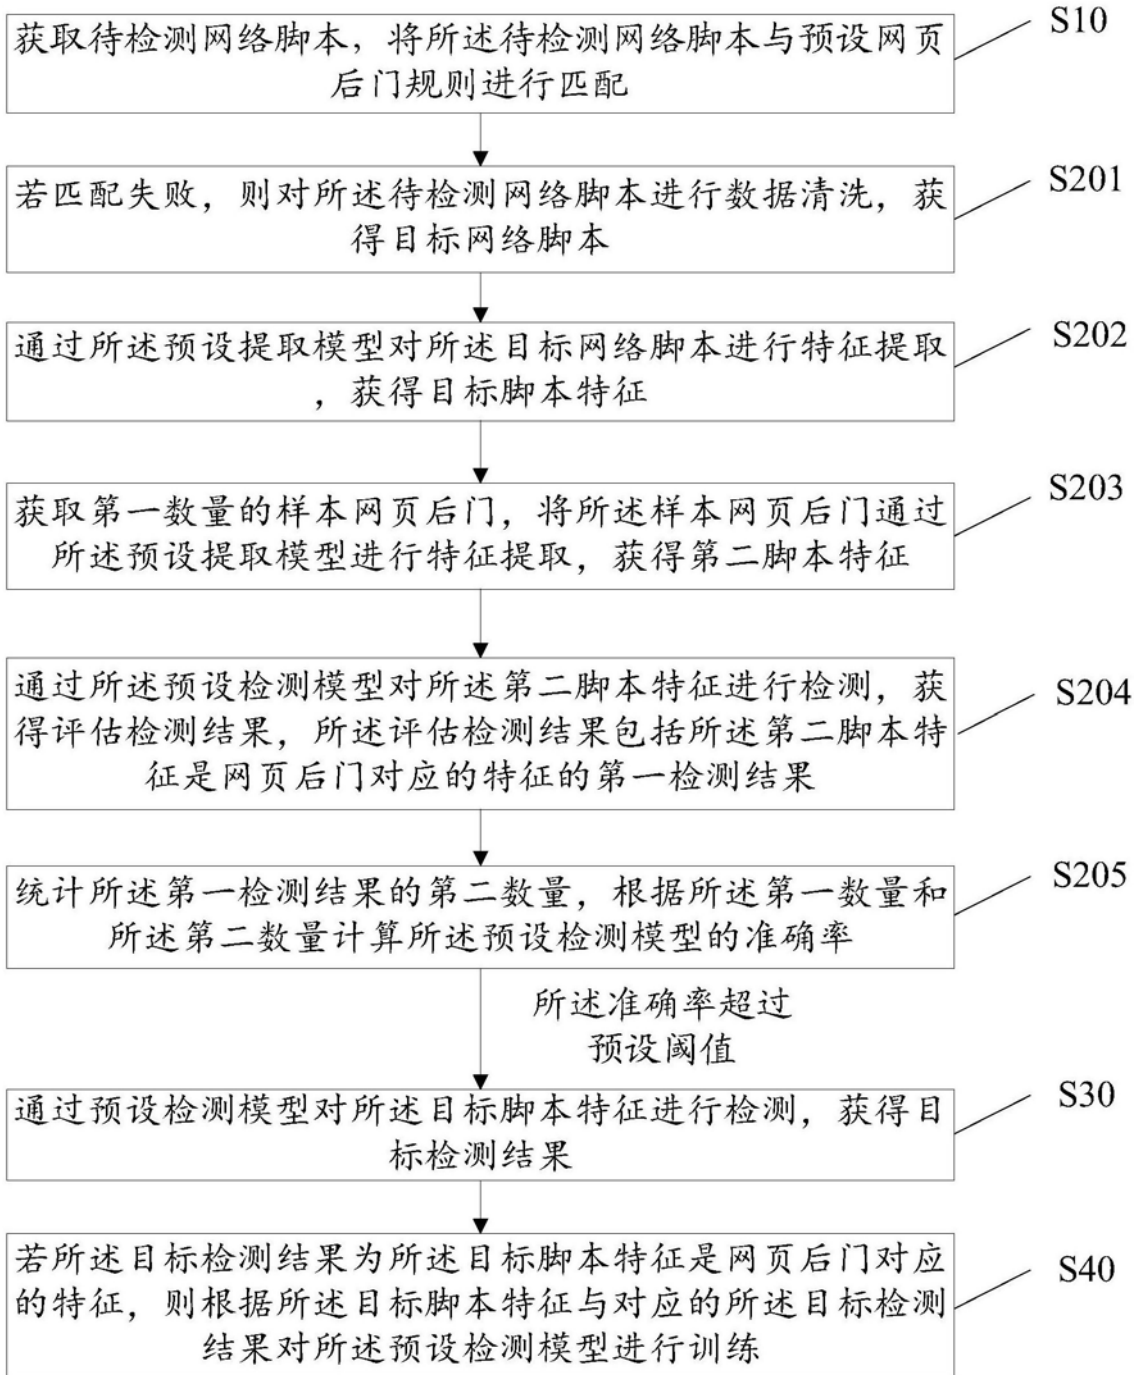 获取待检测网络脚本，将所述待检测网络脚本与预设网页
后门规则进行匹配
S10
若匹配失败，则对所述待检测网络脚本进行数据清洗，获
得目标网络脚本
S201
通过所述预设提取模型对所述目标网络脚本进行特征提取
，获得目标脚本特征
S202
获取第一数量的样本网页后门，将所述样本网页后门通过
所述预设提取模型进行特征提取，获得第二脚本特征
S203
通过所述预设检测模型对所述第二脚本特征进行检测，获
得评估检测结果，所述评估检测结果包括所述第二脚本特
征是网页后门对应的特征的第一检测结果
S204
统计所述第一检测结果的第二数量，根据所述第一数量和
所述第二数量计算所述预设检测模型的准确率
S205
所述准确率超过
预设阈值
通过预设检测模型对所述目标脚本特征进行检测，获得目
标检测结果
S30
若所述目标检测结果为所述目标脚本特征是网页后门对应
的特征，则根据所述目标脚本特征与对应的所述目标检测
结果对所述预设检测模型进行训练
S40